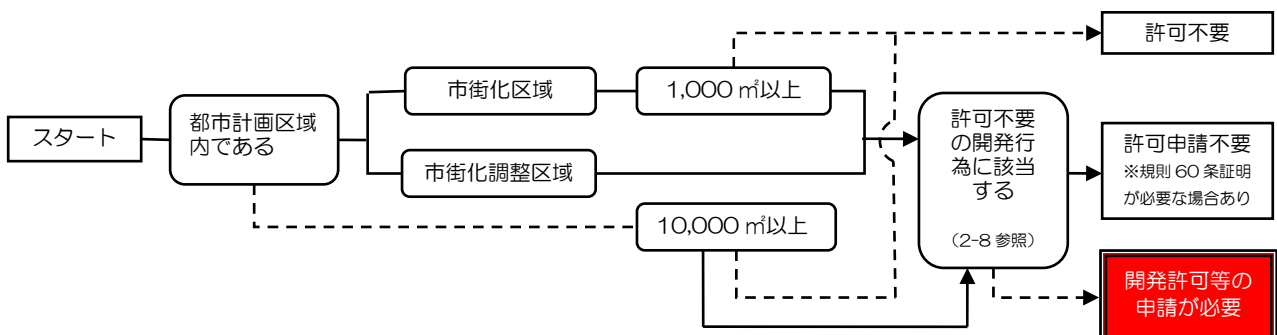 スタート
都市計画区域
内である
市街化区域
市街化調整区域
1,000 ㎡以上
10,000 ㎡以上
許可不要
の開発行
為に該当
する
（2-8 参照）
許可不要
許可申請不要
※規則 60 条証明
が必要な場合あり
開発許可等の
申請が必要